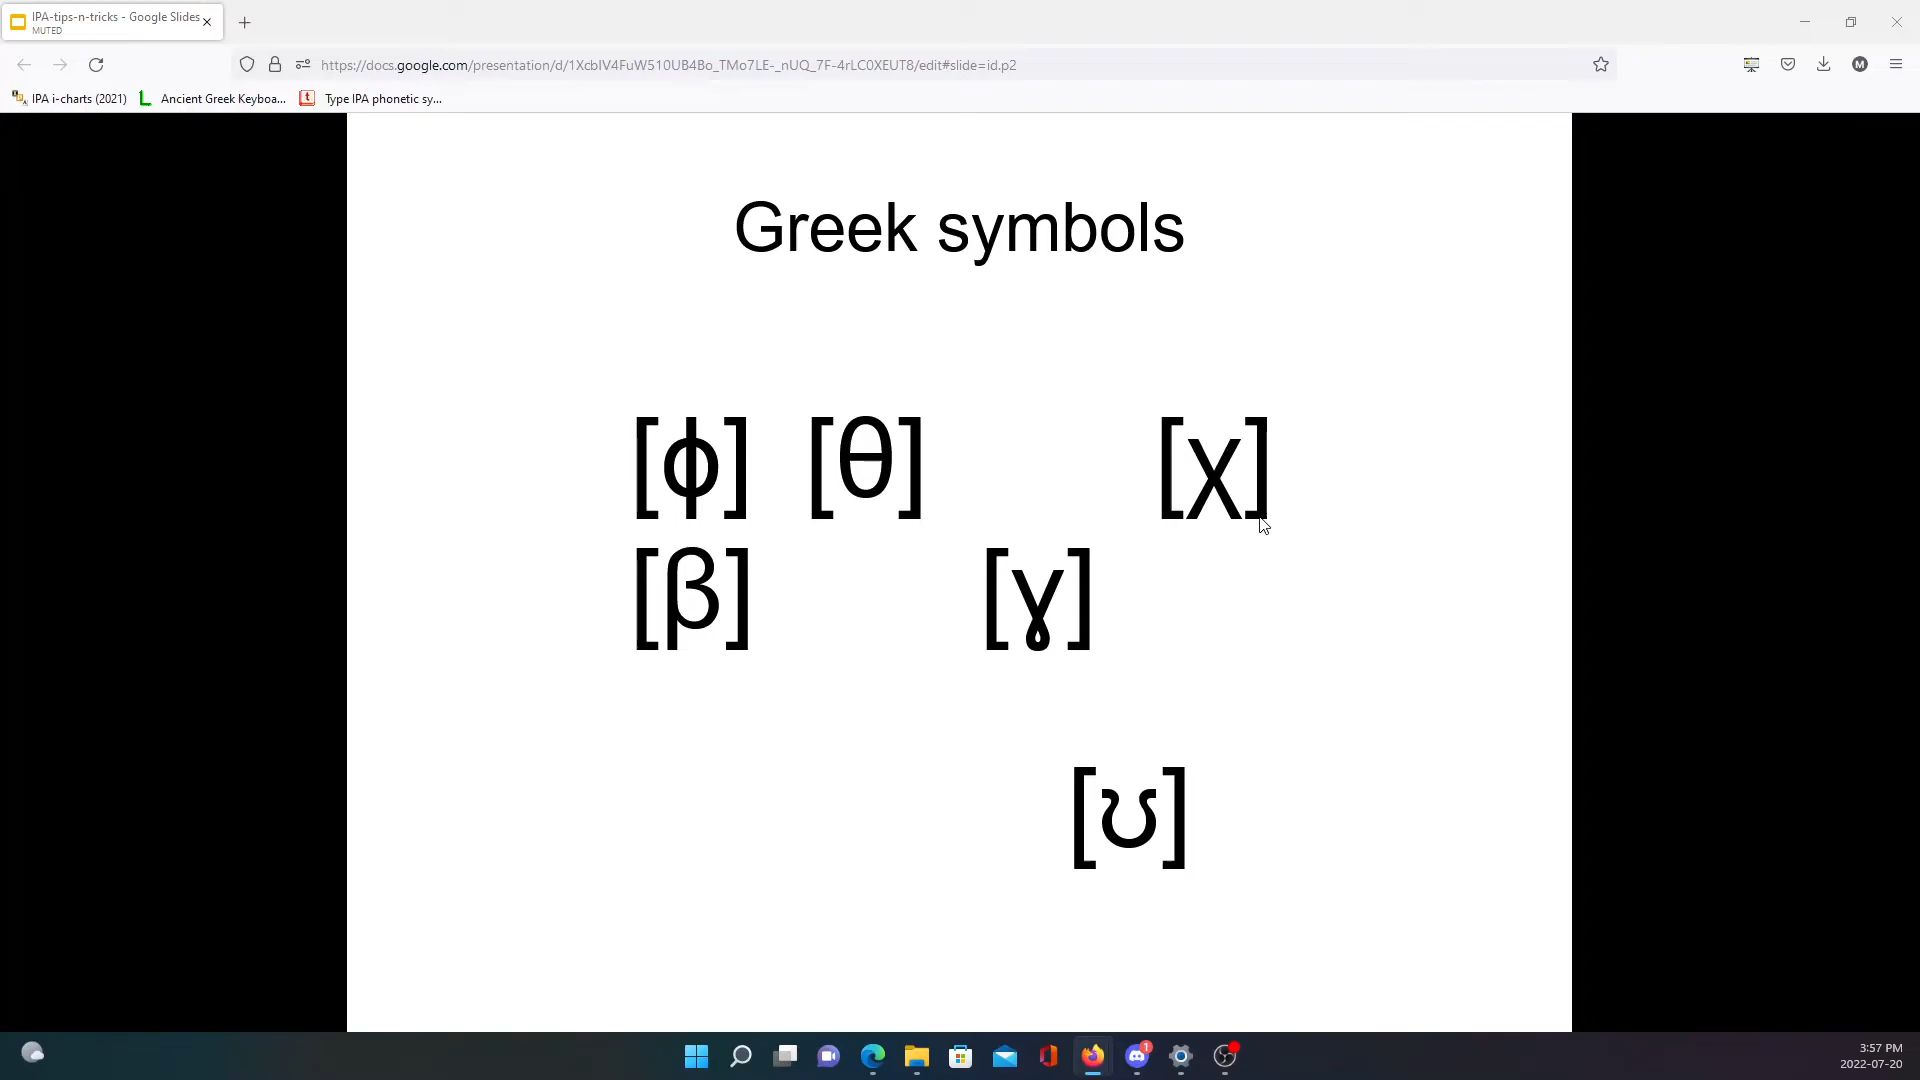 IPA-tips-n-tricks - Google Slides
MUTED
https://docs.google.com/presentation/d/1XcbIV4FuW510UB4Bo_TMo7LE-_nUQ_7F-4rLC0XEUT8/edit#slide=id.p2
M
IPA i-charts (2021) Ancient Greek Keyboa... Type IPA phonetic sy...
Greek symbols
[ɸ] [θ] [χ]
[β] [ɣ]
[ʊ]
1
3:57 PM
2022-07-20